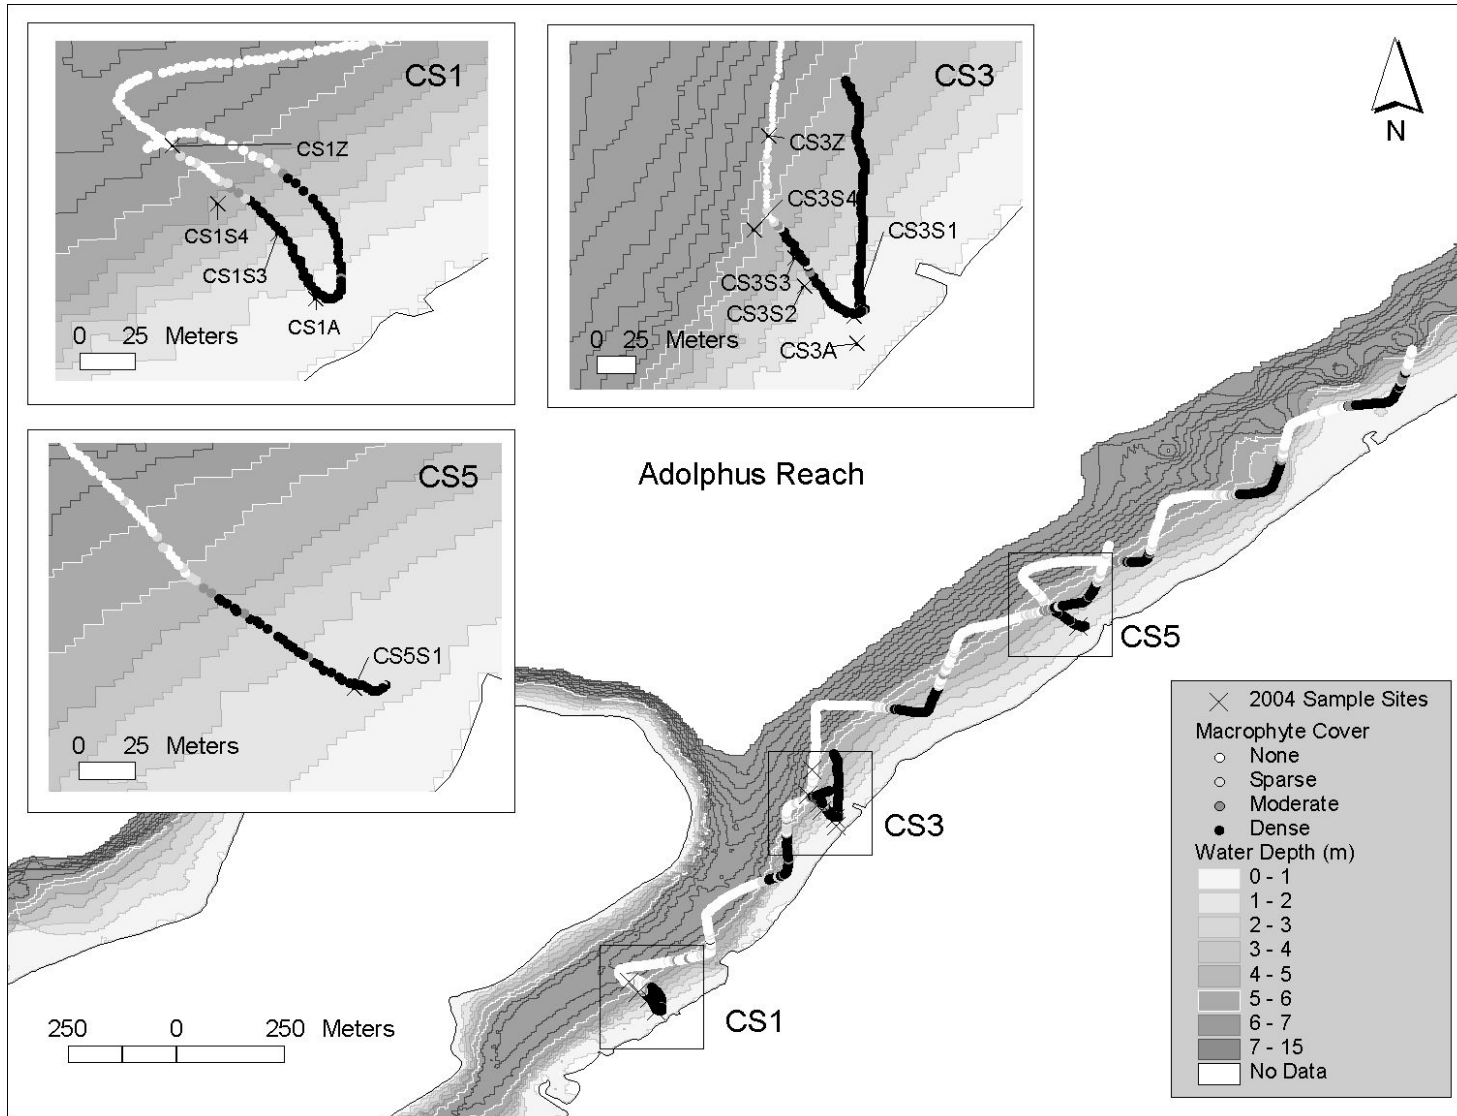 CS1
CS1Z
CS1S4
CS1S3
CS1A
0 25 Meters
CS3
CS3Z
CS3S4
CS3S1
CS3S3
CS3S2
CS3A
0 25 Meters
N
CS5
CS5S1
0 25 Meters
Adolphus Reach
CS5
CS3
CS1
250 0 250 Meters
2004 Sample Sites
Macrophyte Cover
None
Sparse
Moderate
Dense
Water Depth (m)
0 - 1
1 - 2
2 - 3
3 - 4
4 - 5
5 - 6
6 - 7
7 - 15
No Data